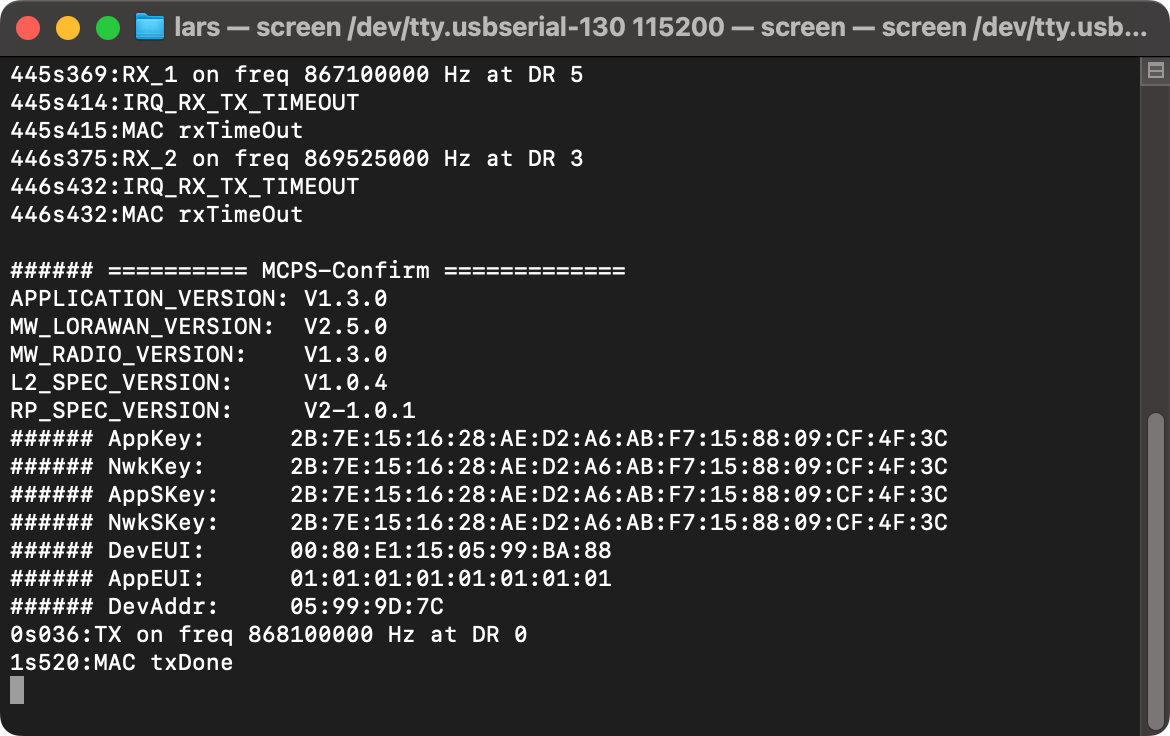 lars — screen /dev/tty.usbserial-130 115200 — screen — screen /dev/tty.usb...
445s369:RX_1 on freq 867100000 Hz at DR 5
445s414:IRQ_RX_TX_TIMEOUT
445s415:MAC rxTimeOut
446s375:RX_2 on freq 869525000 Hz at DR 3
446s432:IRQ_RX_TX_TIMEOUT
446s432:MAC rxTimeOut
###### ========== MCPS-Confirm =============
APPLICATION_VERSION: V1.3.0
MW_LORAWAN_VERSION:  V2.5.0
MW_RADIO_VERSION:    V1.3.0
L2_SPEC_VERSION:     V1.0.4
RP_SPEC_VERSION:     V2-1.0.1
###### AppKey:      2B:7E:15:16:28:AE:D2:A6:AB:F7:15:88:09:CF:4F:3C
###### NwkKey:      2B:7E:15:16:28:AE:D2:A6:AB:F7:15:88:09:CF:4F:3C
###### AppSKey:     2B:7E:15:16:28:AE:D2:A6:AB:F7:15:88:09:CF:4F:3C
###### NwkSKey:     2B:7E:15:16:28:AE:D2:A6:AB:F7:15:88:09:CF:4F:3C
###### DevEUI:      00:80:E1:15:05:99:BA:88
###### AppEUI:      01:01:01:01:01:01:01:01
###### DevAddr:     05:99:9D:7C
0s036:TX on freq 868100000 Hz at DR 0
1s520:MAC txDone